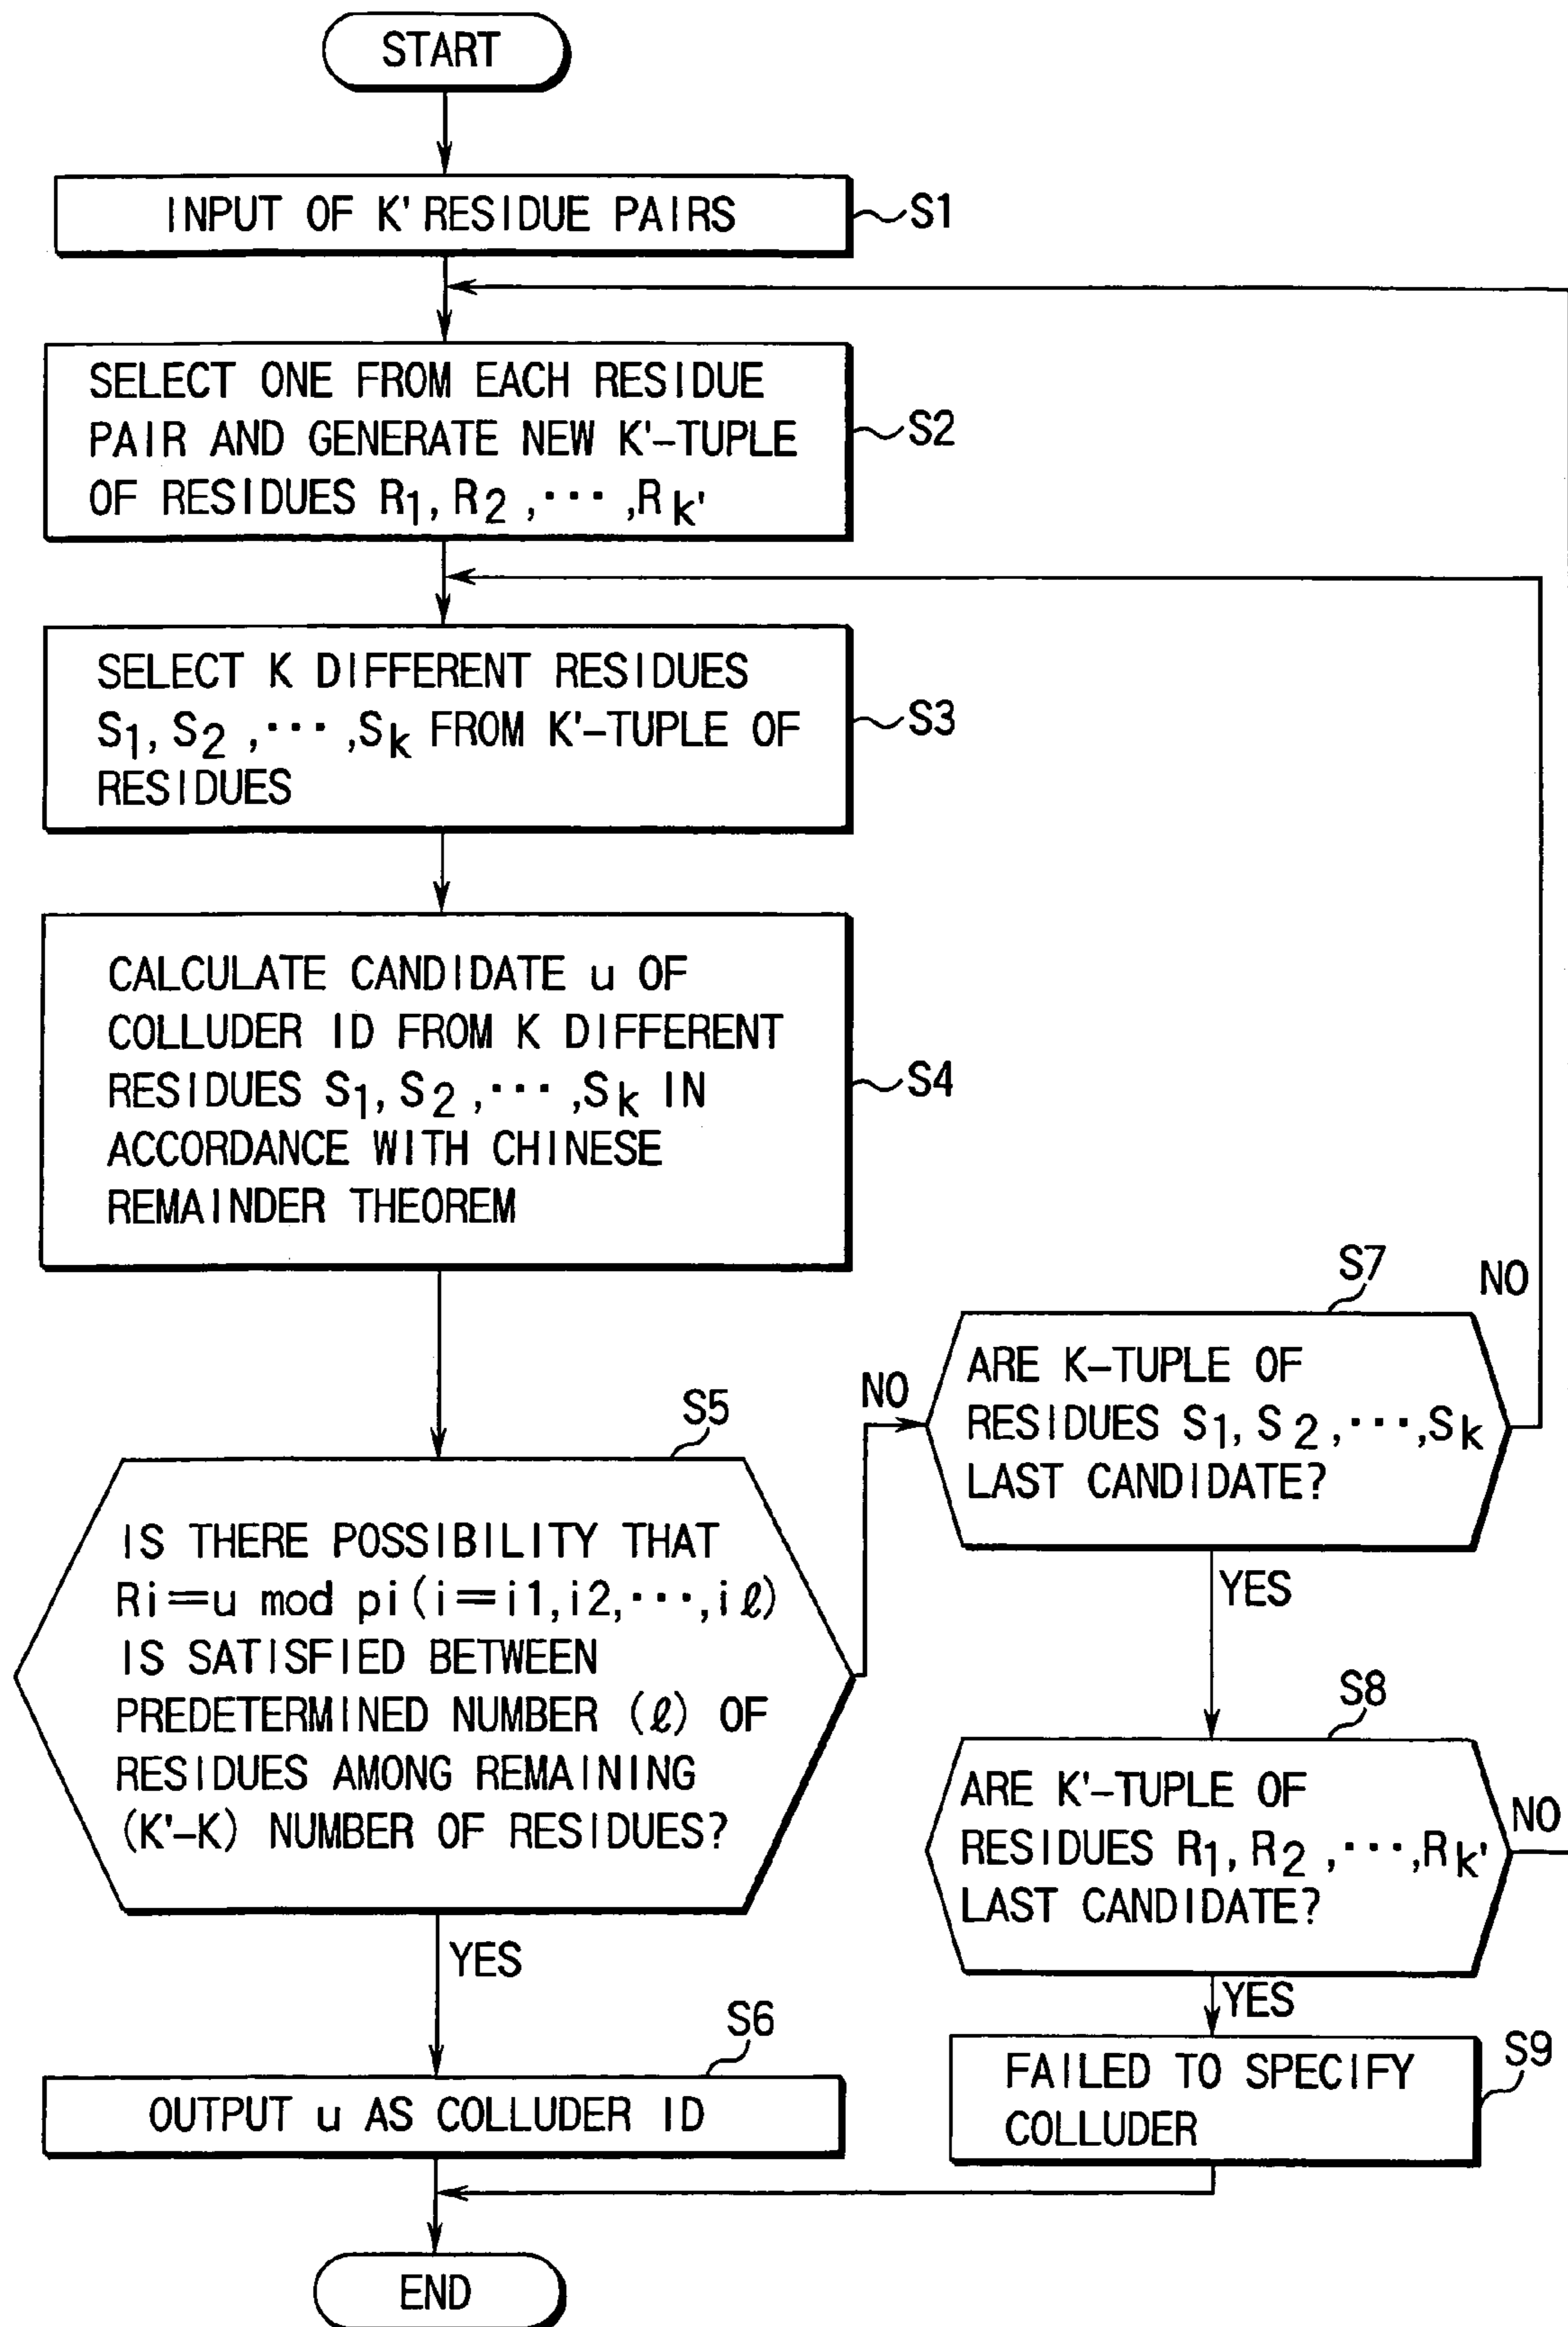 START
INPUT OF K' RESIDUE PAIRS
S1
SELECT ONE FROM EACH RESIDUE
PAIR AND GENERATE NEW K'-TUPLE
OF RESIDUES R1, R2 ,···,Rk'
S2
SELECT K DIFFERENT RESIDUES
S1, S2 ,···,Sk FROM K'-TUPLE OF
RESIDUES
S3
CALCULATE CANDIDATE u OF
COLLUDER ID FROM K DIFFERENT
RESIDUES S1, S2 ,···,Sk IN
ACCORDANCE WITH CHINESE
REMAINDER THEOREM
S4
S5
IS THERE POSSIBILITY THAT
Ri=u mod pi(i=i1,i2,···,iℓ)
IS SATISFIED BETWEEN
PREDETERMINED NUMBER (ℓ) OF
RESIDUES AMONG REMAINING
(K'-K) NUMBER OF RESIDUES?
NO
YES
S6
OUTPUT u AS COLLUDER ID
S7
NO
ARE K-TUPLE OF
RESIDUES S1, S2 ,···,Sk
LAST CANDIDATE?
YES
S8
ARE K'-TUPLE OF
RESIDUES R1, R2 ,···,Rk'
LAST CANDIDATE?
NO
YES
S9
FAILED TO SPECIFY
COLLUDER
END